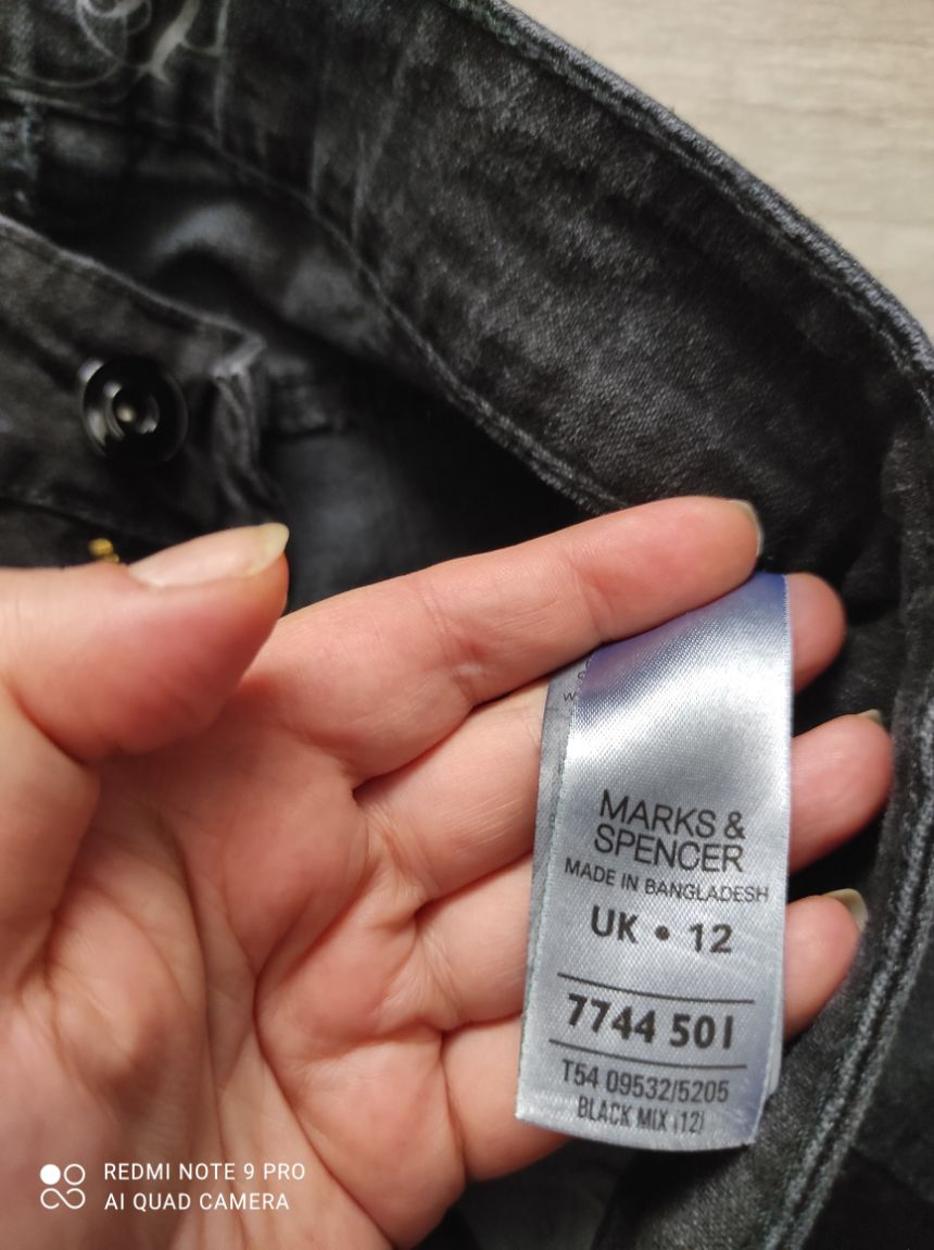 MARKS &
SPENCER
MADE IN BANGLADESH
UK • 12
7744 501
T54 09532/5205
BLACK MIX (12)
REDMI NOTE 9 PRO
AI QUAD CAMERA